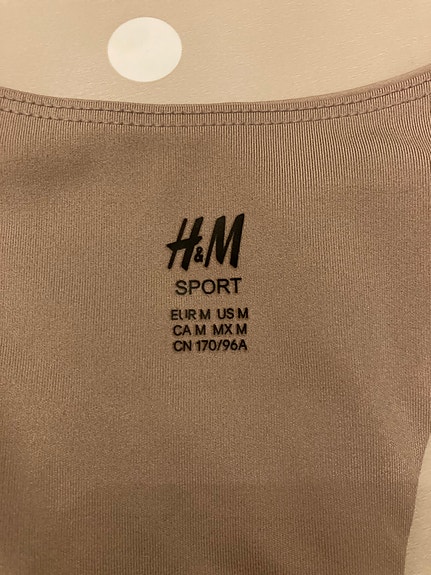 H&M
SPORT
EUR M US M
CA M MX M
CN 170/96A